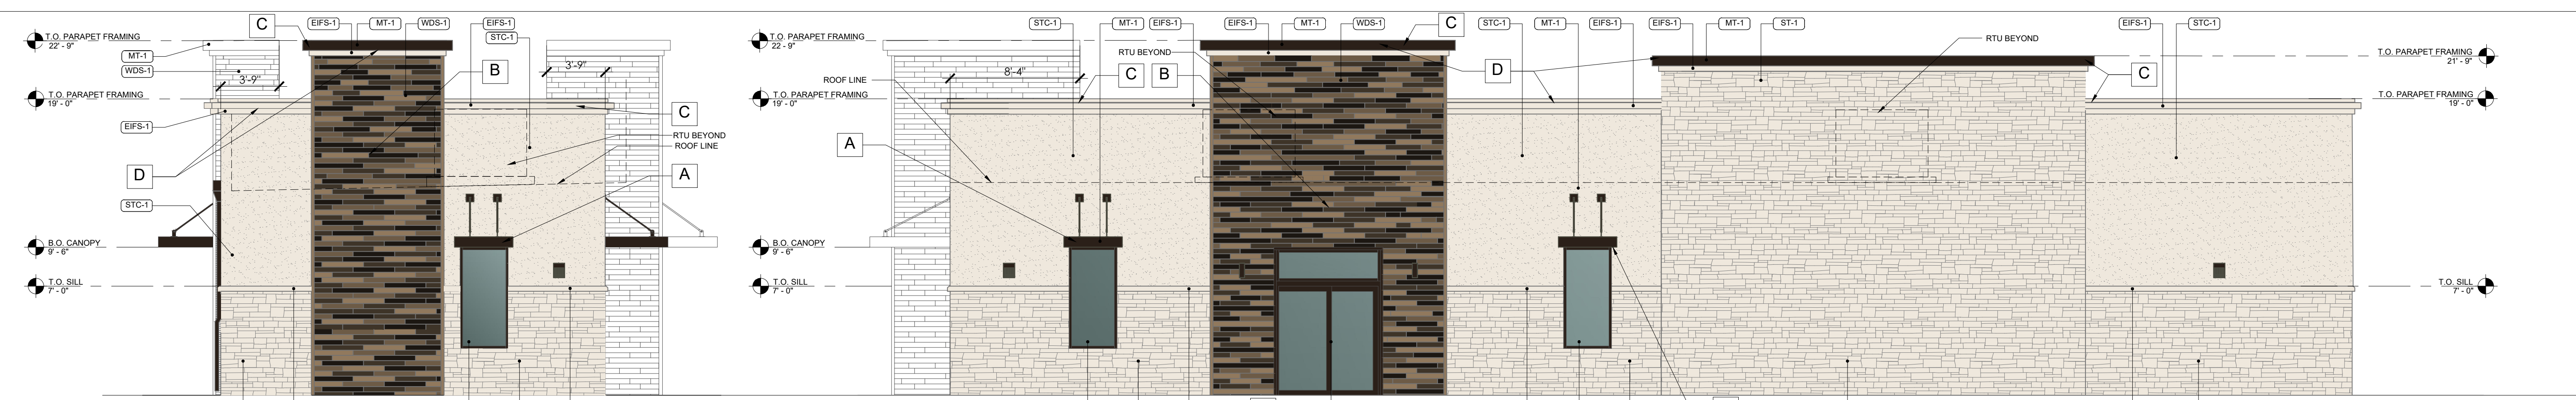 C
EIFS-1
MT-1
WDS-1
EIFS-1
STC-1
T.O. PARAPET FRAMING
22' - 9"
MT-1
WDS-1
3'-9"
3'-9"
B
T.O. PARAPET FRAMING
19' - 0"
EIFS-1
C
RTU BEYOND
ROOF LINE
D
A
STC-1
B.O. CANOPY
9' - 6"
T.O. SILL
7' - 0"
STC-1
MT-1
EIFS-1
EIFS-1
MT-1
WDS-1
C
STC-1
MT-1
EIFS-1
EIFS-1
MT-1
ST-1
EIFS-1
STC-1
T.O. PARAPET FRAMING
22 - 9"
RTU BEYOND
RTU BEYOND
T.O. PARAPET FRAMING
21' - 9"
ROOF LINE
8'-4"
C
B
D
C
T.O. PARAPET FRAMING
19' - 0"
T.O. PARAPET FRAMING
19' - 0"
A
B.O. CANOPY
9' - 6"
T.O. SILL
7' - 0"
T.O. SILL
7' - 0"